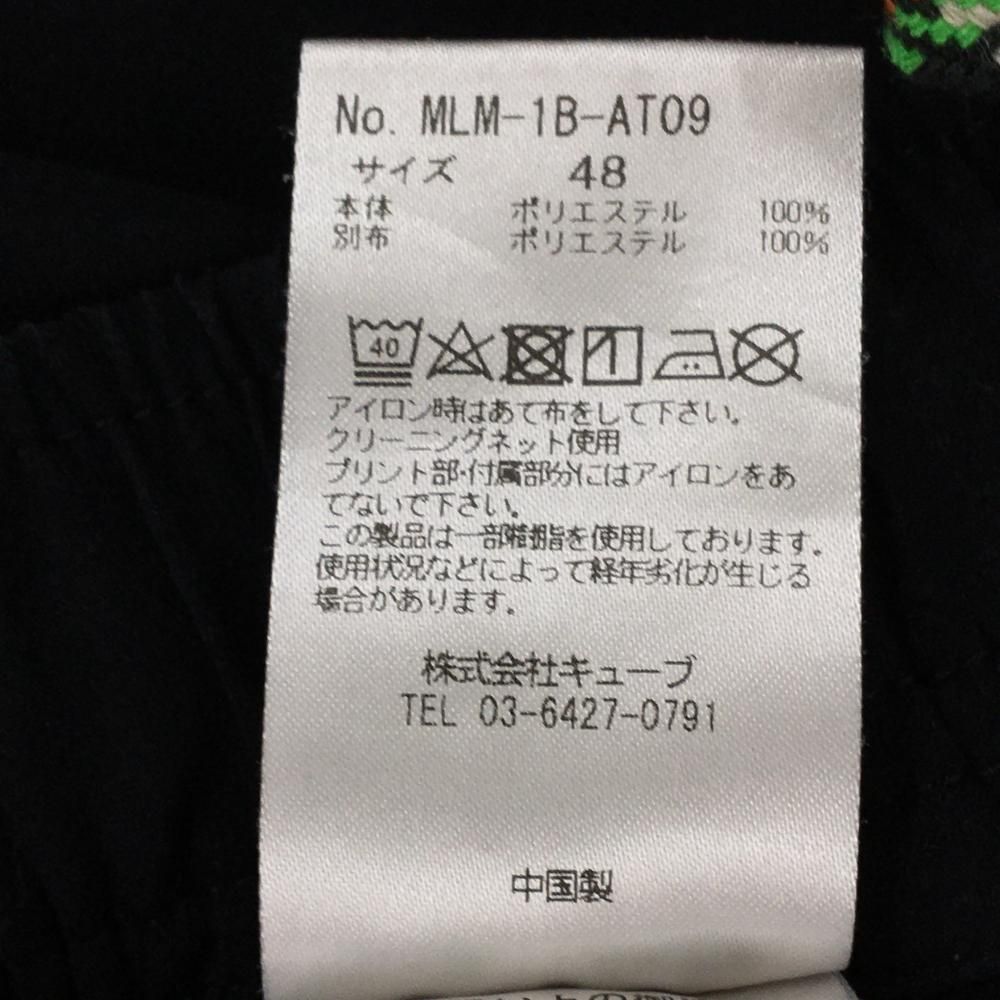 No. MLM-1B-AT09
サイズ 48
本体 ポリエステル 100%
別布 ポリエステル 100%
40
アイロン時はあて布をして下さい。
クリーニングネット使用
プリント部・付属部分にはアイロンをあ
てないで下さい。
この製品は一部樹脂を使用しております。
使用状況などによって経年劣化が生じる
場合があります。
株式会社キューブ
TEL 03-6427-0791
中国製